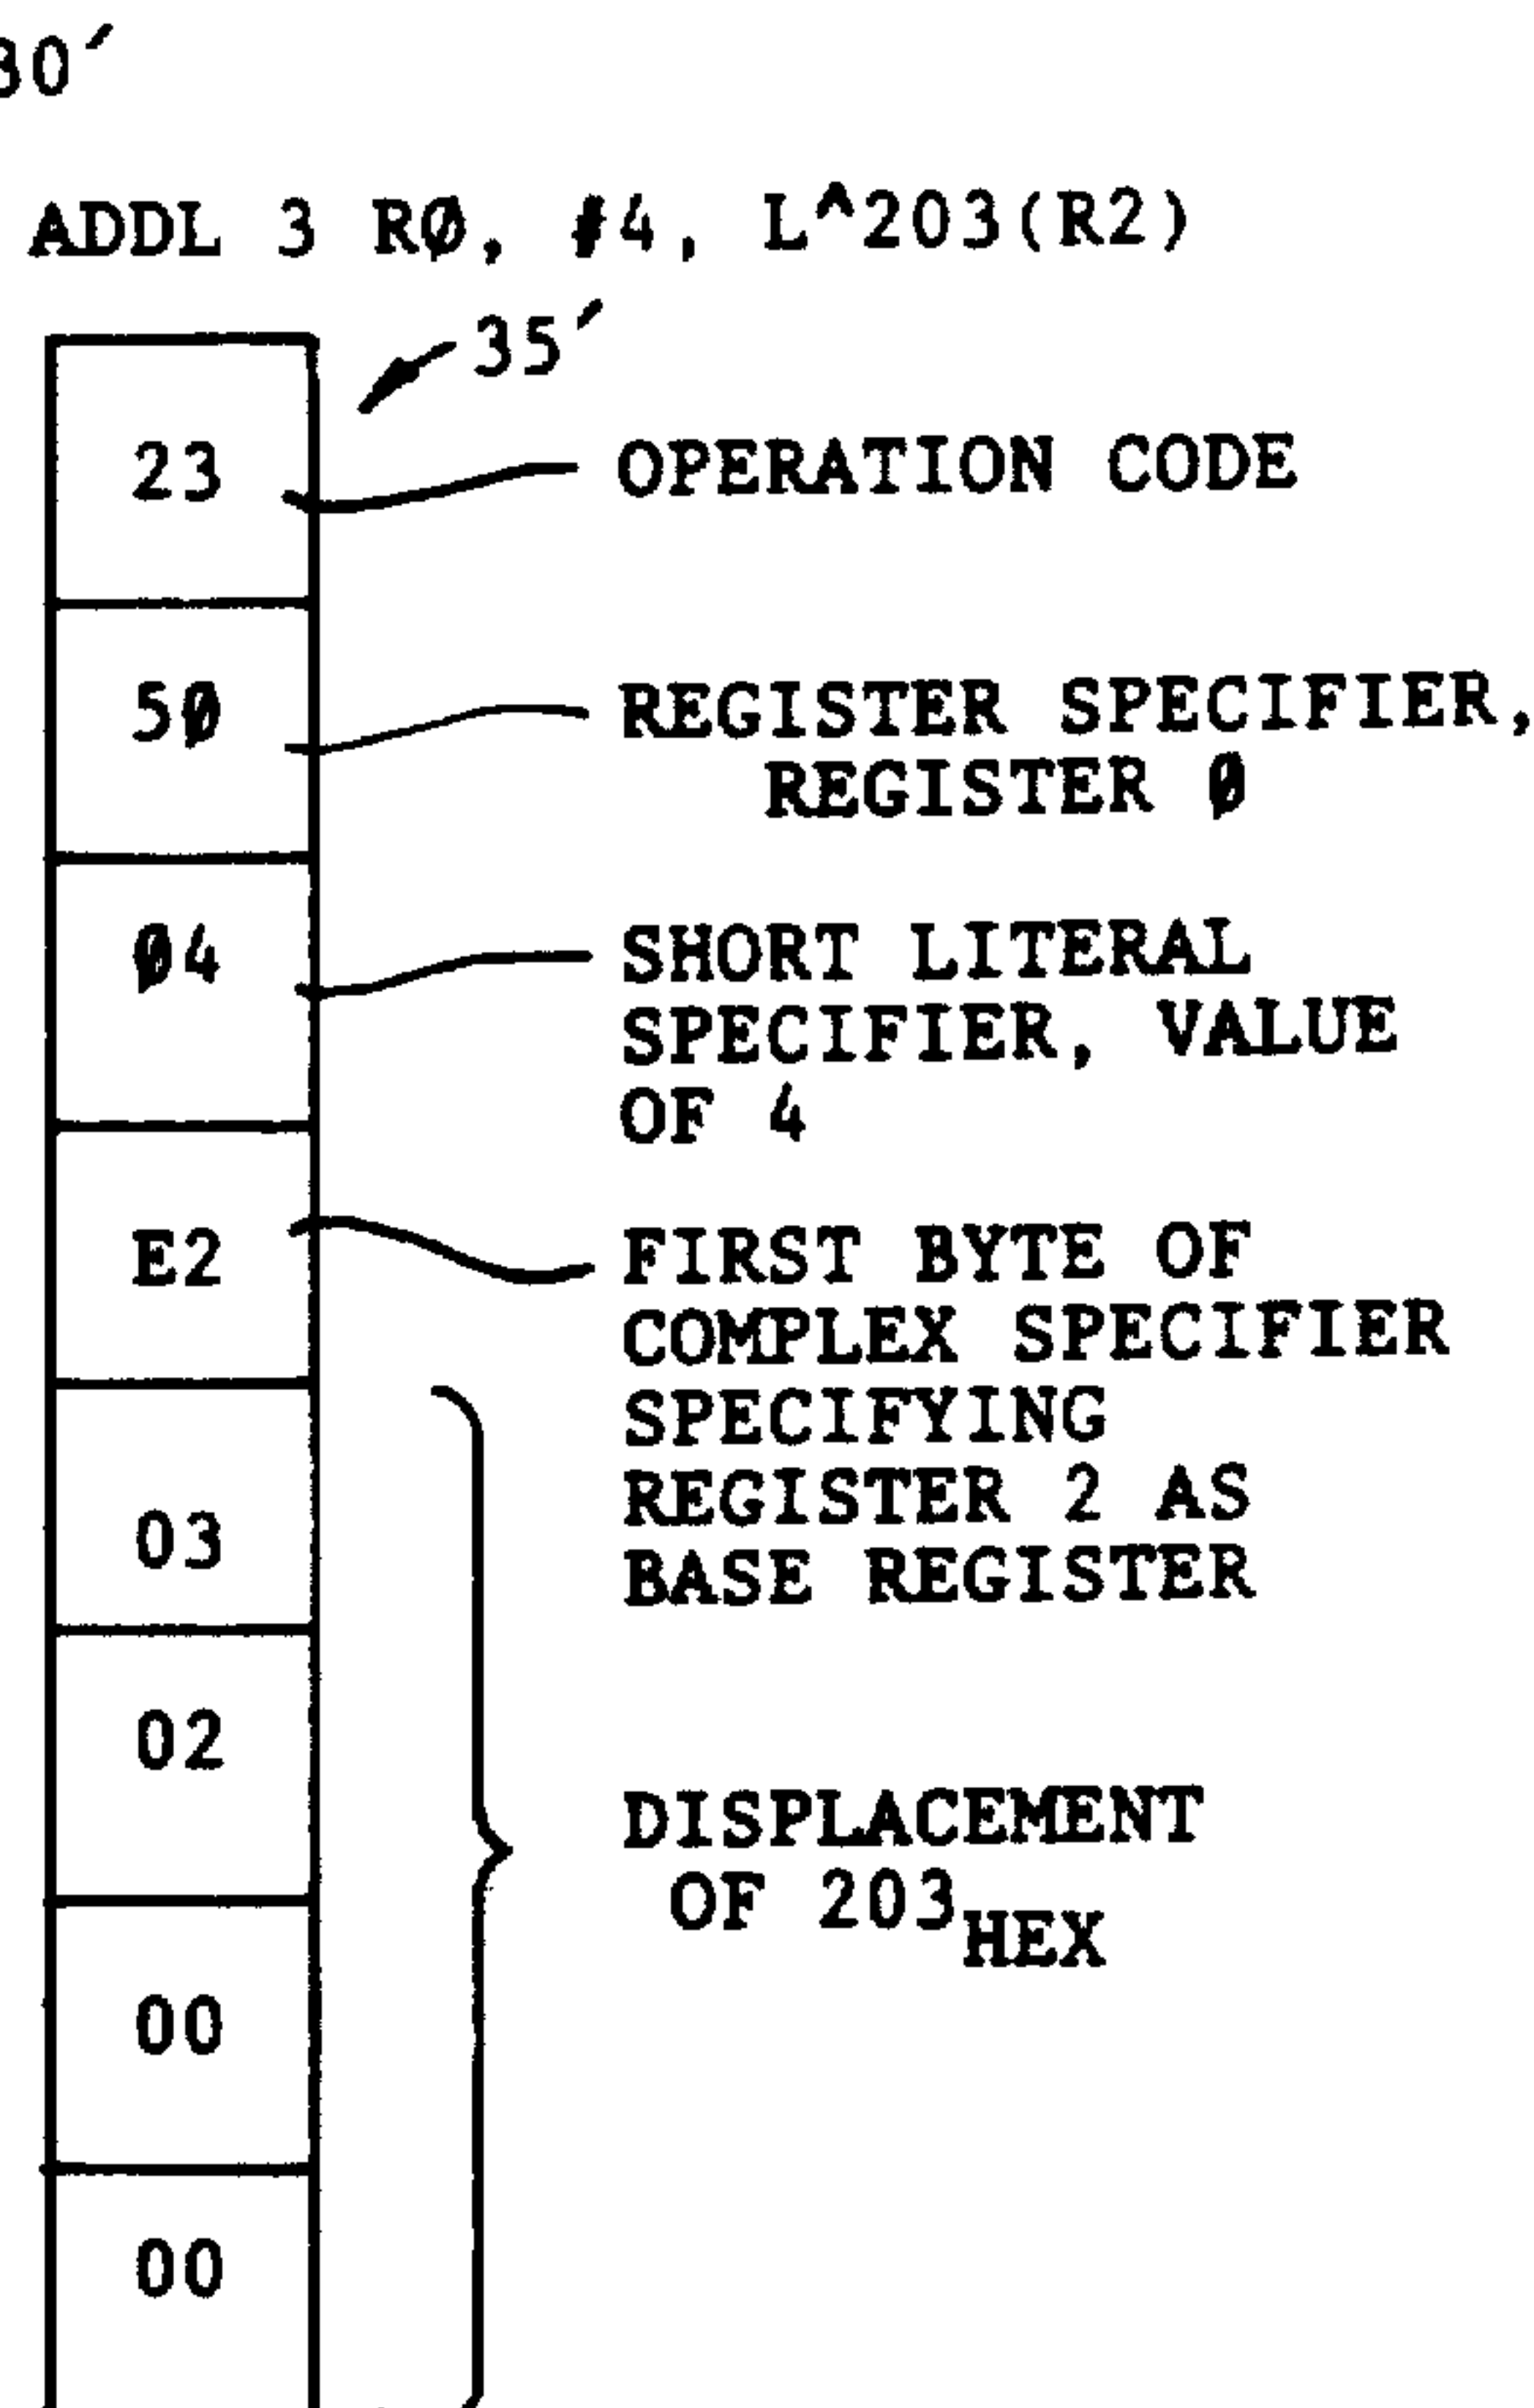 30′
ADDL 3 RØ, #4, L^203(R2)
35′
23
OPERATION CODE
5Ø
REGISTER SPECIFIER,
REGISTER Ø
Ø4
SHORT LITERAL
SPECIFIER, VALUE
OF 4
E2
FIRST BYTE OF
COMPLEX SPECIFIER
SPECIFYING
REGISTER 2 AS
BASE REGISTER
03
02
DISPLACEMENT
OF 203HEX
00
00